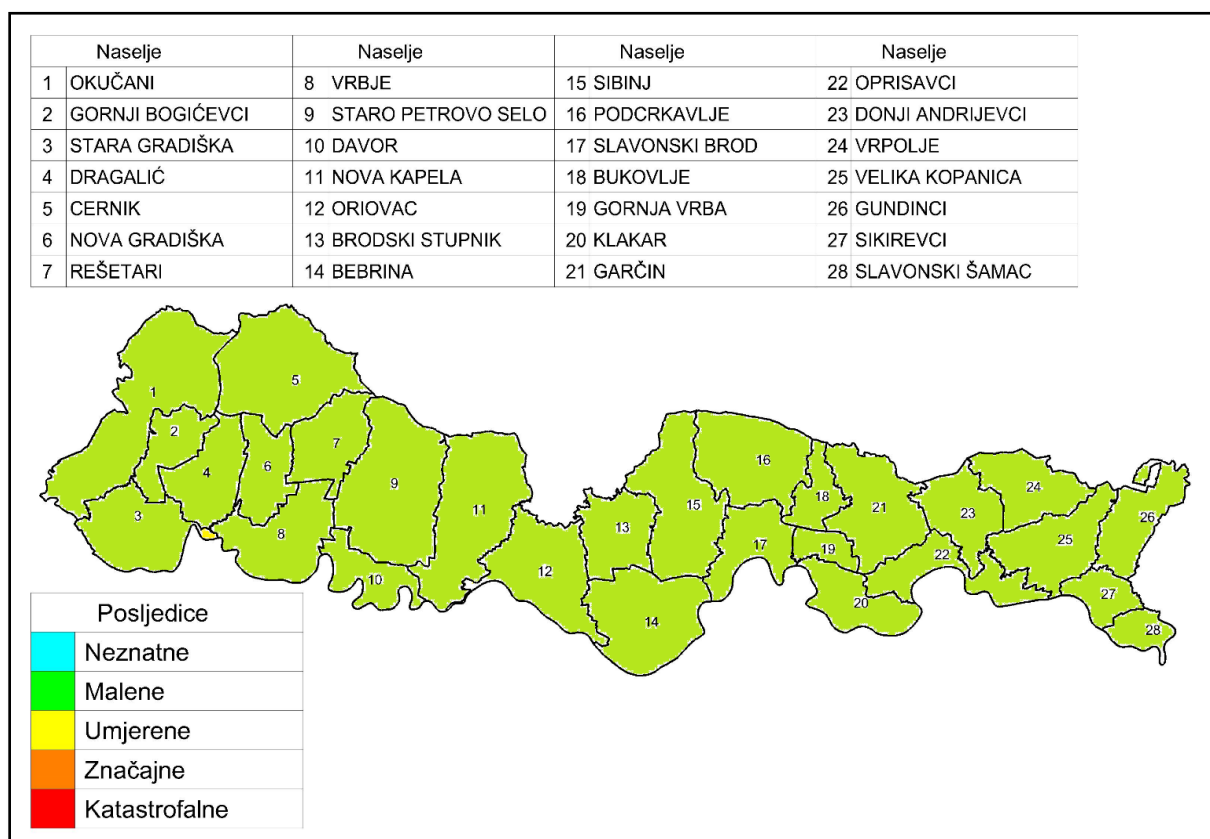 Naselje Naselje Naselje Naselje
1 OKUČANI 8 VRBJE 15 SIBINJ 22 OPRISAVCI
2 GORNJI BOGIĆEVCI 9 STARO PETROVO SELO 16 PODCRKAVLJE 23 DONJI ANDRIJEVCI
3 STARA GRADIŠKA 10 DAVOR 17 SLAVONSKI BROD 24 VRPOLJE
4 DRAGALIĆ 11 NOVA KAPELA 18 BUKOVLJE 25 VELIKA KOPANICA
5 CERNIK 12 ORIOVAC 19 GORNJA VRBA 26 GUNDINCI
6 NOVA GRADIŠKA 13 BRODSKI STUPNIK 20 KLAKAR 27 SIKIREVCI
7 REŠETARI 14 BEBRINA 21 GARČIN 28 SLAVONSKI ŠAMAC
1
2
3
4
5
6
7
8
9
10
11
12
13
14
15
16
17
18
19
20
21
22
23
24
25
26
27
28
Posljedice
Neznatne
Malene
Umjerene
Značajne
Katastrofalne